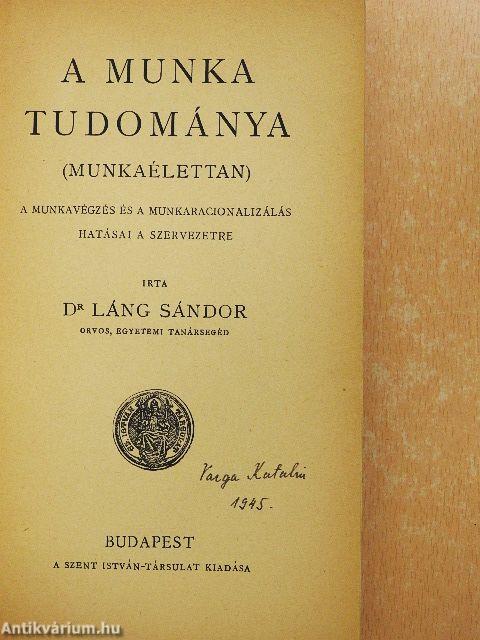 A MUNKA
TUDOMÁNYA
(MUNKAÉLETTAN)
A MUNKAVÉGZÉS ÉS A MUNKARACIONALIZÁLÁS
HATÁSAI A SZERVEZETRE
IRTA
DR LÁNG SÁNDOR
ORVOS, EGYETEMI TANÁRSEGÉD
Varga Katalin
1945.
BUDAPEST
A SZENT ISTVÁN-TÁRSULAT KIADÁSA
Antikvárium.hu